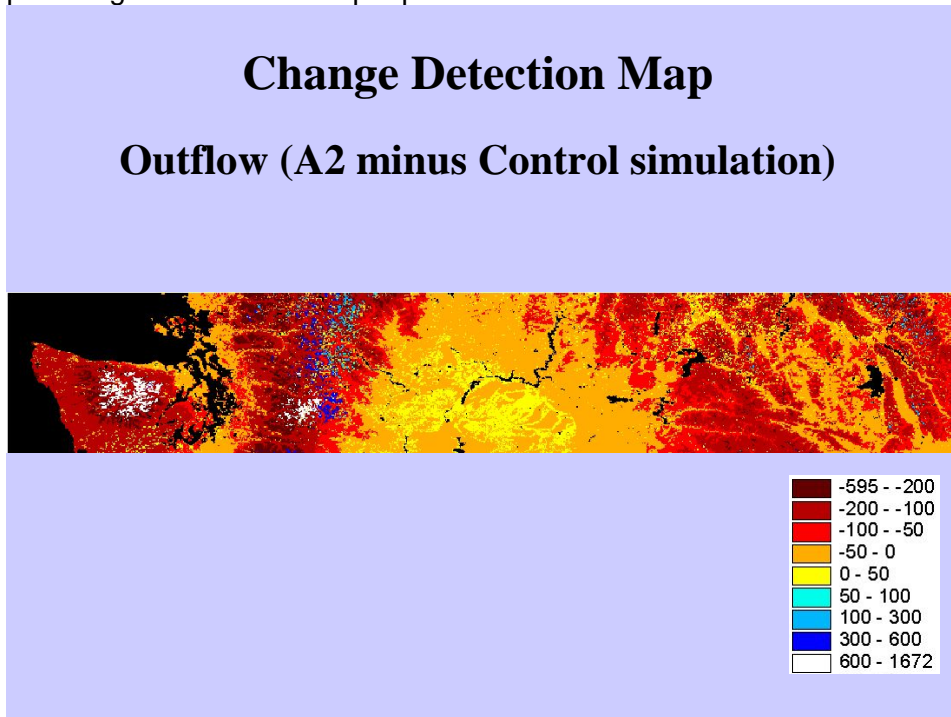 Change Detection Map
Outflow (A2 minus Control simulation)
-595 - -200
-200 - -100
-100 - -50
-50 - 0
0 - 50
50 - 100
100 - 300
300 - 600
600 - 1672